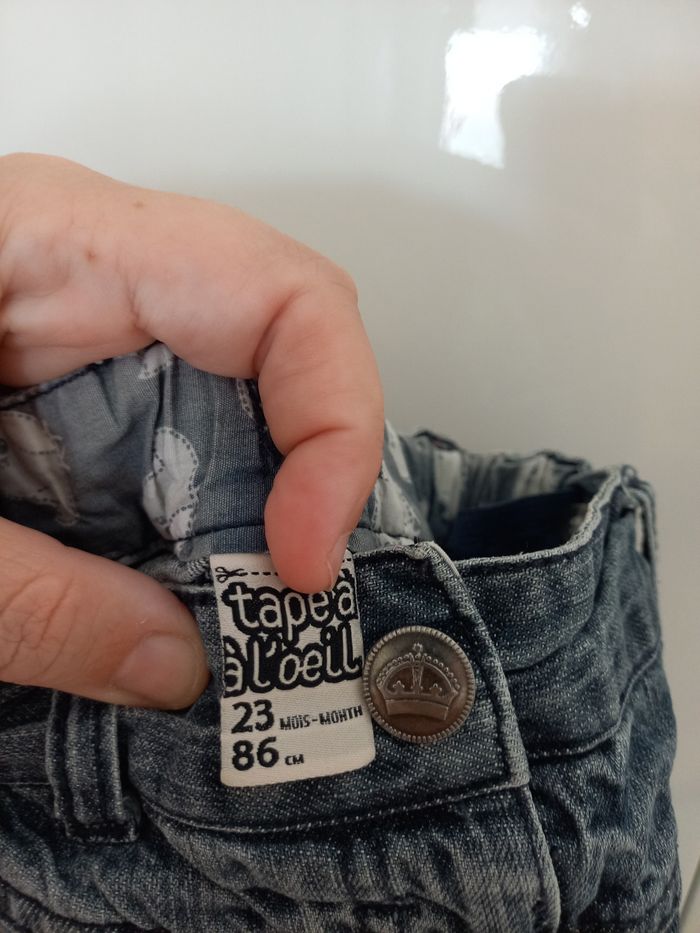 tape à
à l'oeil
23 MOIS-MONTH
86 CM